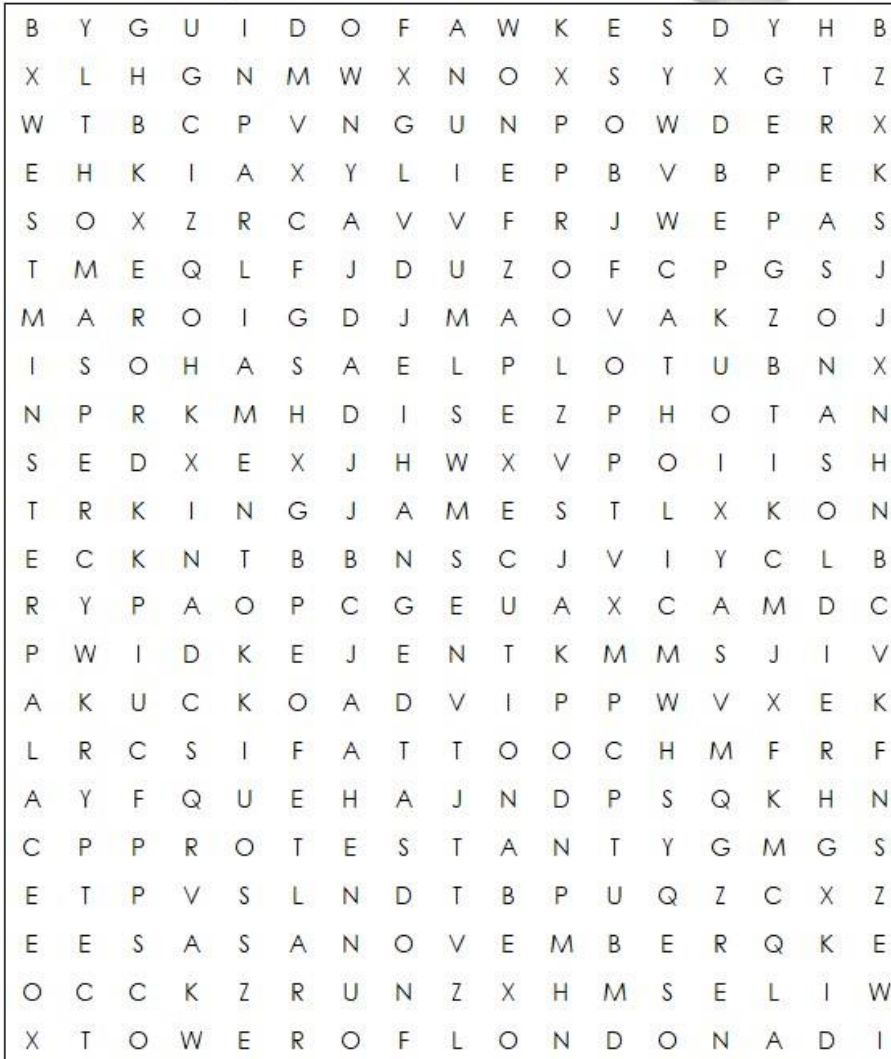 B Y G U I D O F A W K E S D Y H B
X L H G N M W X N O X S Y X G T Z
W T B C P V N G U N P O W D E R X
E H K I A X Y L I E P B V B P E K
S O X Z R C A V V F R J W E P A S
T M E Q L F J D U Z O F C P G S J
M A R O I G D J M A O V A K Z O J
I S O H A S A E L P L O T U B N X
N P R K M H D I S E Z P H O T A N
S E D X E X J H W X V P O I I S H
T R K I N G J A M E S T L X K O N
E C K N T B B N S C J V I Y C L B
R Y P A O P C G E U A X C A M D C
P W I D K E J E N T K M M S J I V
A K U C K O A D V I P P W V X E K
L R C S I F A T T O O C H M F R F
A Y F Q U E H A J N D P S Q K H N
C P P R O T E S T A N T Y G M G S
E T P V S L N D T B P U Q Z C X Z
E E S A S A N O V E M B E R Q K E
O C C K Z R U N Z X H M S E L I W
X T O W E R O F L O N D O N A D I